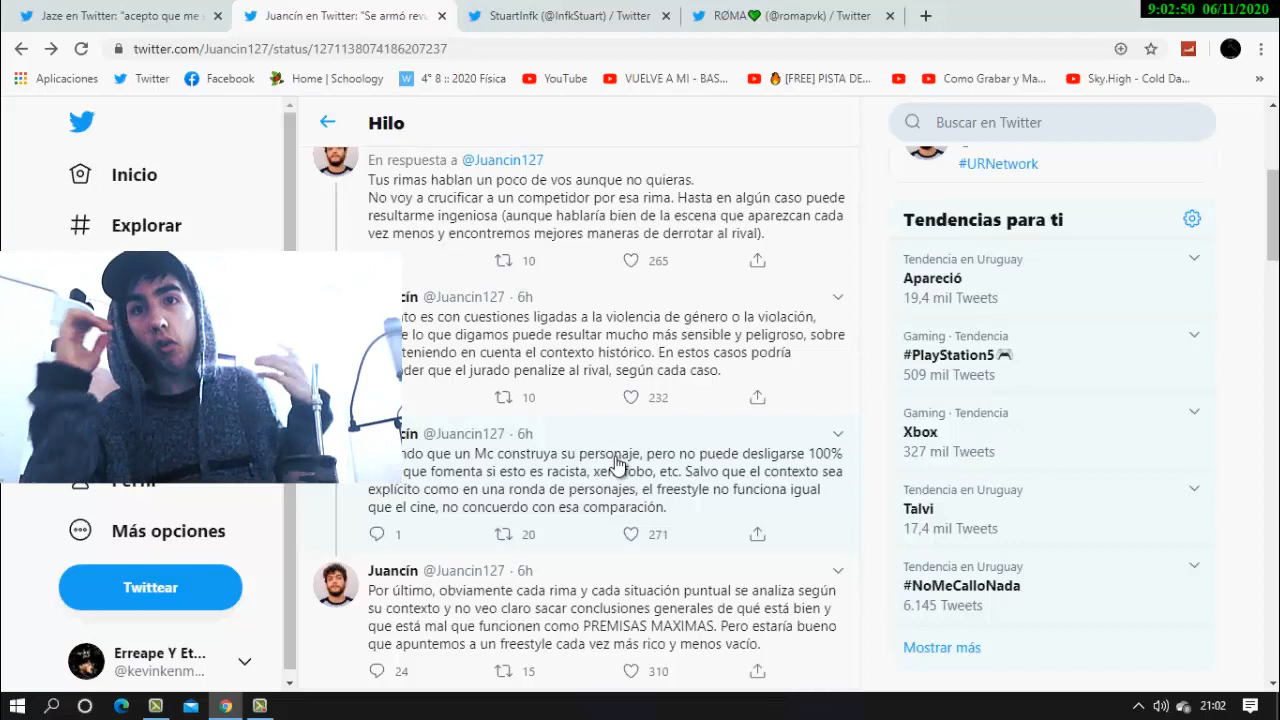 9:02:50 06/11/2020
Jaze en Twitter: "acepto que me s
Juancín en Twitter: "Se armó rev
StuartInfk (@InfkStuart) / Twitter
RØMA💚 (@romapvk) / Twitter
twitter.com/Juancin127/status/1271138074186207237
Aplicaciones
Twitter
Facebook
Home | Schoology
4° 8 :: 2020 Física
YouTube
VUELVE A MI - BAS...
🔥 [FREE] PISTA DE...
Como Grabar y Ma...
Sky.High - Cold Da...
»
Inicio
Explorar
Más opciones
Twittear
Erreape Y Et...
@kevinkenm...
Hilo
En respuesta a @Juancin127
Tus rimas hablan un poco de vos aunque no quieras.
No voy a crucificar a un competidor por esa rima. Hasta en algún caso puede
resultarme ingeniosa (aunque hablaría bien de la escena que aparezcan cada
vez menos y encontremos mejores maneras de derrotar al rival).
10 265
cín @Juancin127 · 6h
to es con cuestiones ligadas a la violencia de género o la violación,
e lo que digamos puede resultar mucho más sensible y peligroso, sobre
teniendo en cuenta el contexto histórico. En estos casos podría
der que el jurado penalize al rival, según cada caso.
10 232
cín @Juancin127 · 6h
ndo que un Mc construya su personaje, pero no puede desligarse 100%
que fomenta si esto es racista, xenófobo, etc. Salvo que el contexto sea
explícito como en una ronda de personajes, el freestyle no funciona igual
que el cine, no concuerdo con esa comparación.
1 20 271
Juancín @Juancin127 · 6h
Por último, obviamente cada rima y cada situación puntual se analiza según
su contexto y no veo claro sacar conclusiones generales de qué está bien y
que está mal que funcionen como PREMISAS MAXIMAS. Pero estaría bueno
que apuntemos a un freestyle cada vez más rico y menos vacío.
24 15 310
Buscar en Twitter
#URNetwork
Tendencias para ti
Tendencia en Uruguay
Apareció
19,4 mil Tweets
Gaming · Tendencia
#PlayStation5🎮
509 mil Tweets
Gaming · Tendencia
Xbox
327 mil Tweets
Tendencia en Uruguay
Talvi
17,4 mil Tweets
Tendencia en Uruguay
#NoMeCalloNada
6.145 Tweets
Mostrar más
21:02